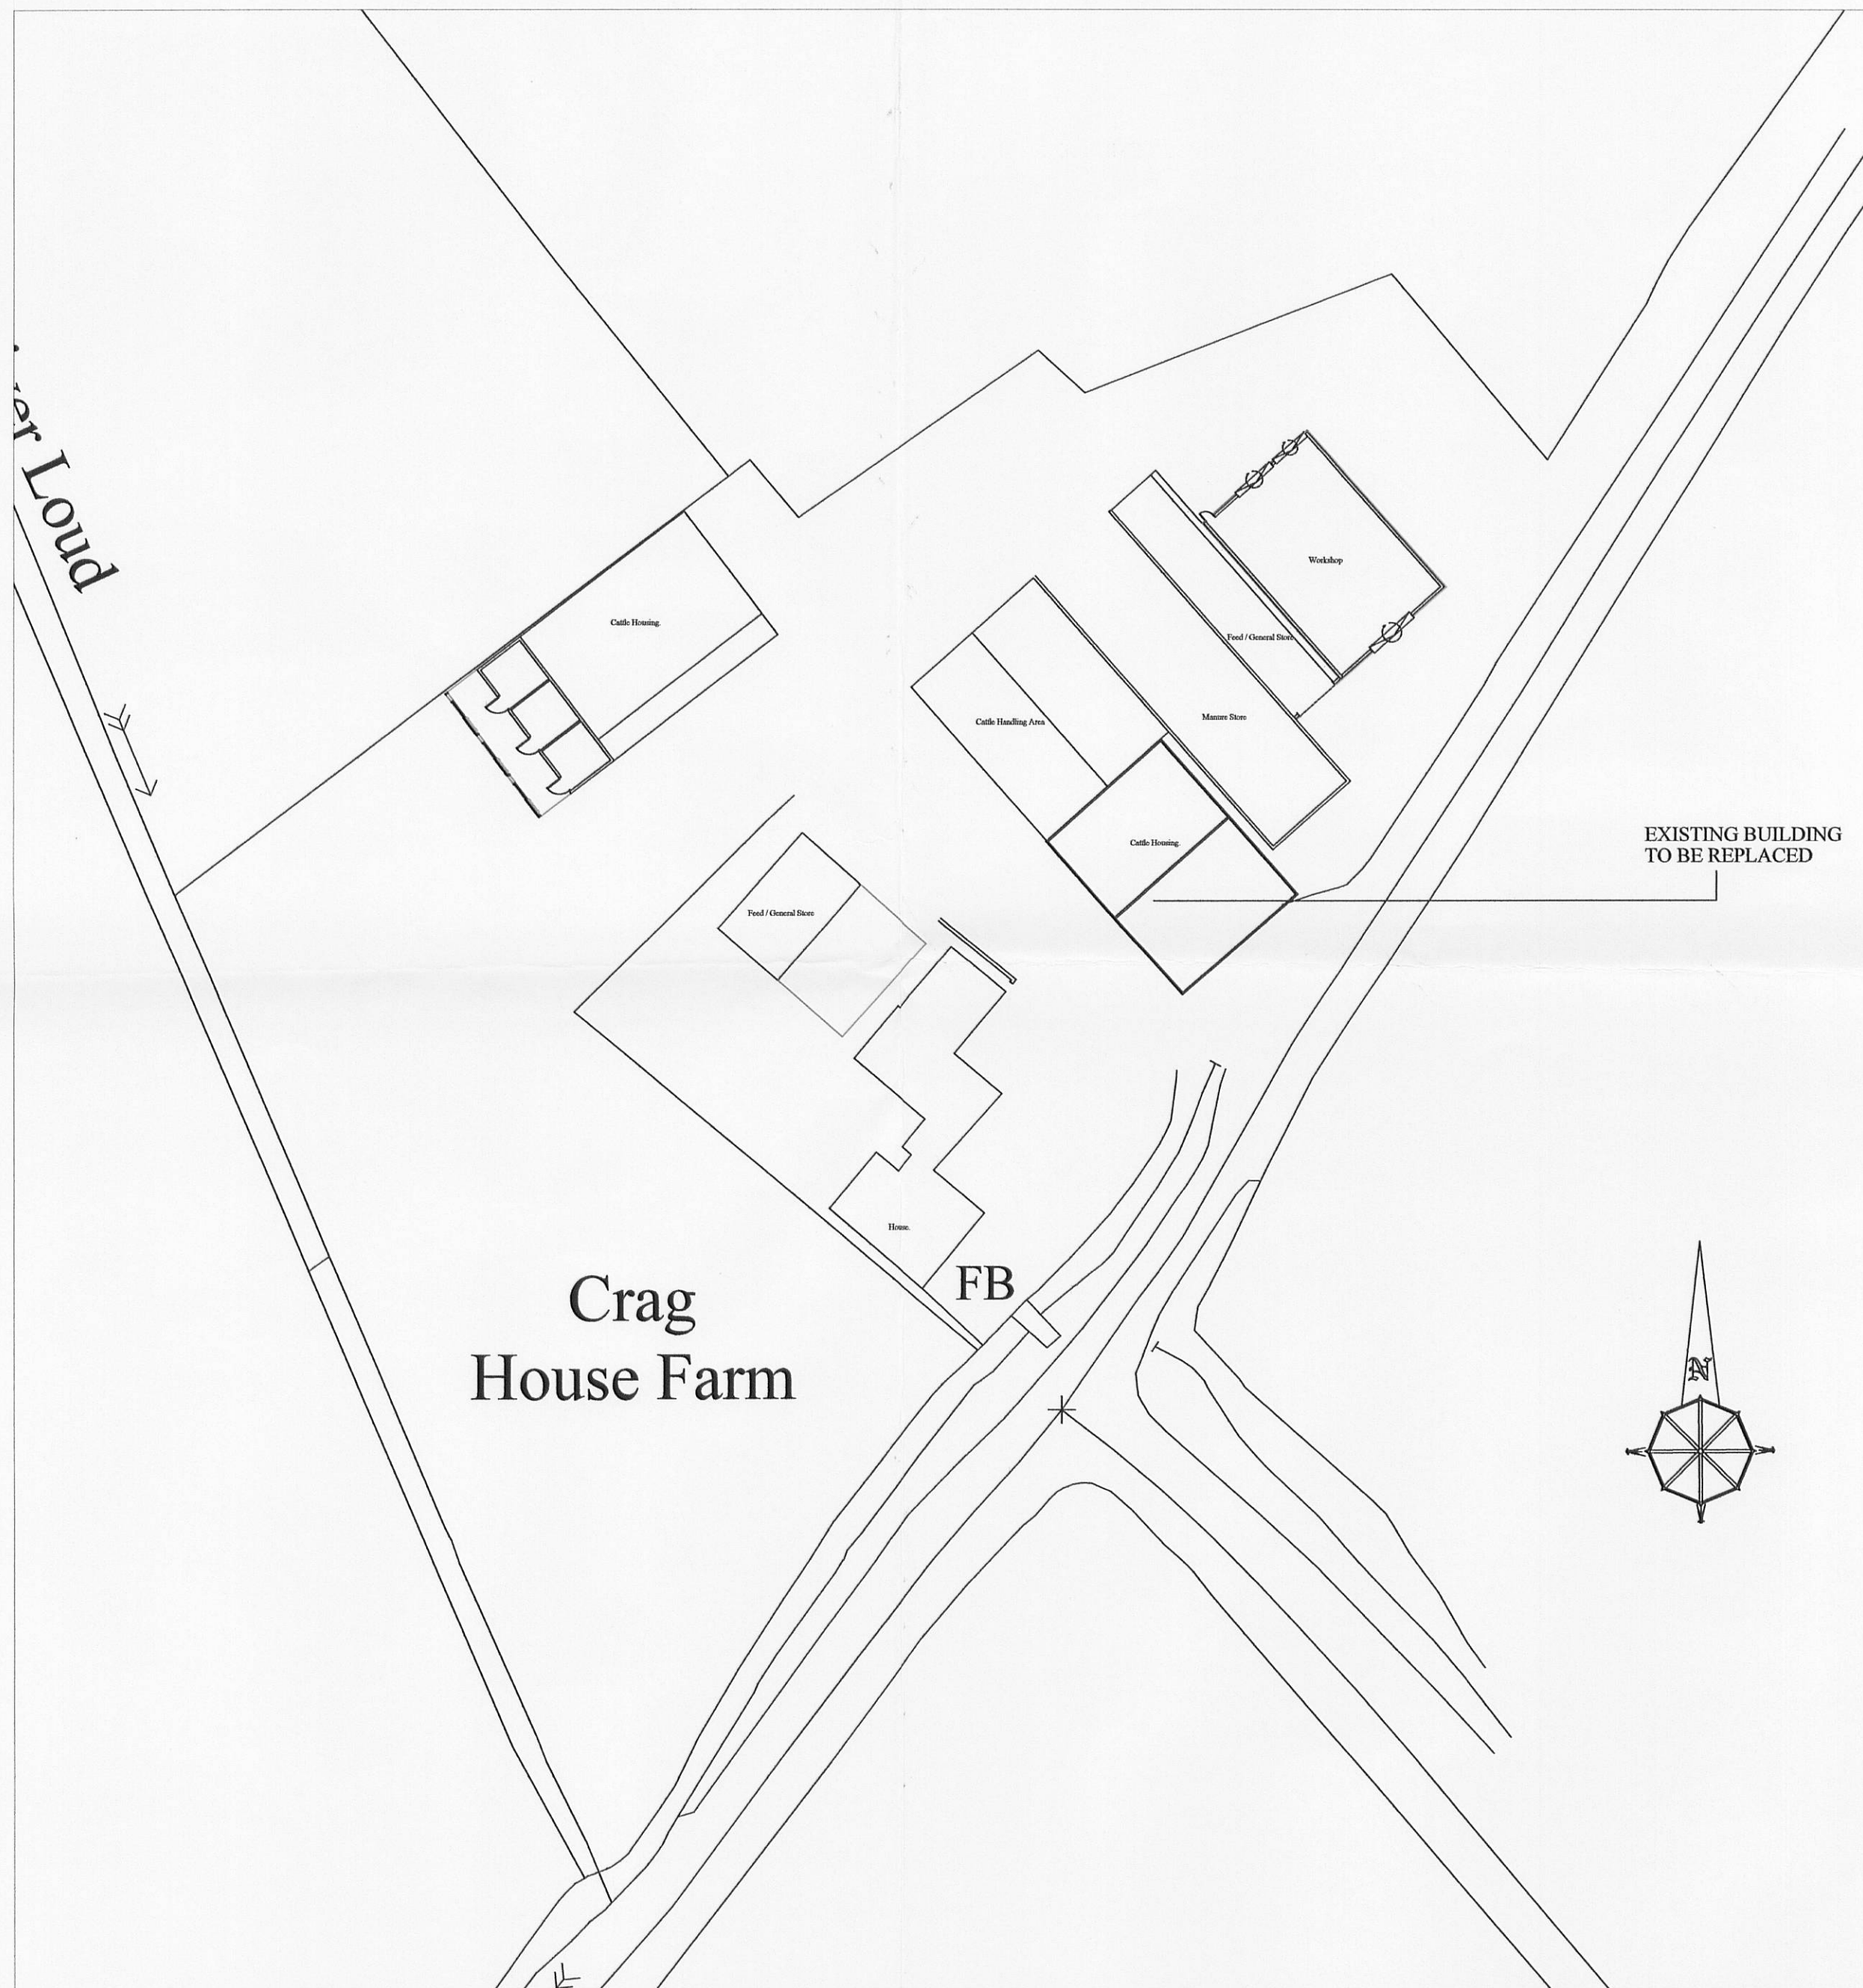 Loud
Workshop
Cattle Housing.
Feed / General Store
Cattle Handling Area
Manure Store
EXISTING BUILDING
TO BE REPLACED
Cattle Housing.
Feed / General Store
House.
FB
Crag
House Farm
N